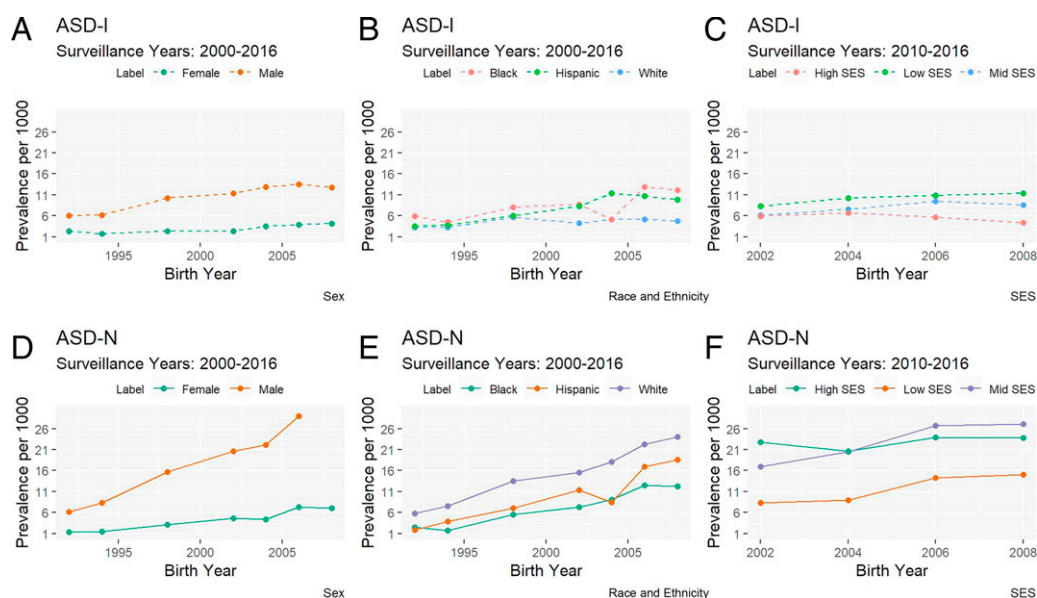 A
ASD-I
Surveillance Years: 2000-2016
Label Female Male
Prevalence per 1000
26
21
16
11
6
1
1995 2000 2005
Birth Year
Sex
B
ASD-I
Surveillance Years: 2000-2016
Label Black Hispanic White
Prevalence per 1000
26
21
16
11
6
1
1995 2000 2005
Birth Year
Race and Ethnicity
C
ASD-I
Surveillance Years: 2010-2016
Label High SES Low SES Mid SES
Prevalence per 1000
26
21
16
11
6
1
2002 2004 2006 2008
Birth Year
SES
D
ASD-N
Surveillance Years: 2000-2016
Label Female Male
Prevalence per 1000
26
21
16
11
6
1
1995 2000 2005
Birth Year
Sex
E
ASD-N
Surveillance Years: 2000-2016
Label Black Hispanic White
Prevalence per 1000
26
21
16
11
6
1
1995 2000 2005
Birth Year
Race and Ethnicity
F
ASD-N
Surveillance Years: 2010-2016
Label High SES Low SES Mid SES
Prevalence per 1000
26
21
16
11
6
1
2002 2004 2006 2008
Birth Year
SES